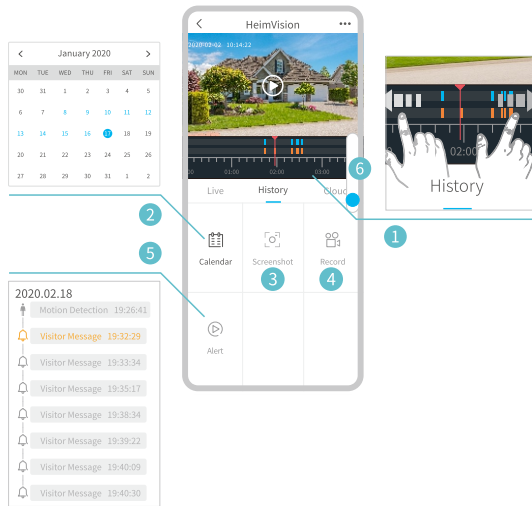 January 2020
MON TUE WED THU FRI SAT SUN
30 31 1 2 3 4 5
6 7 8 9 10 11 12
13 14 15 16 17 18 19
20 21 22 23 24 25 26
27 28 29 30 31 1 2
HeimVision
2020-02-02 10:14:22
00 01:00 02:00 03:00
Live History Cloud
Calendar Screenshot Record
Alert
2
5
3
4
6
1
02:00
History
2020.02.18
Motion Detection 19:26:41
Visitor Message 19:32:29
Visitor Message 19:33:34
Visitor Message 19:35:17
Visitor Message 19:38:34
Visitor Message 19:39:22
Visitor Message 19:40:09
Visitor Message 19:40:30